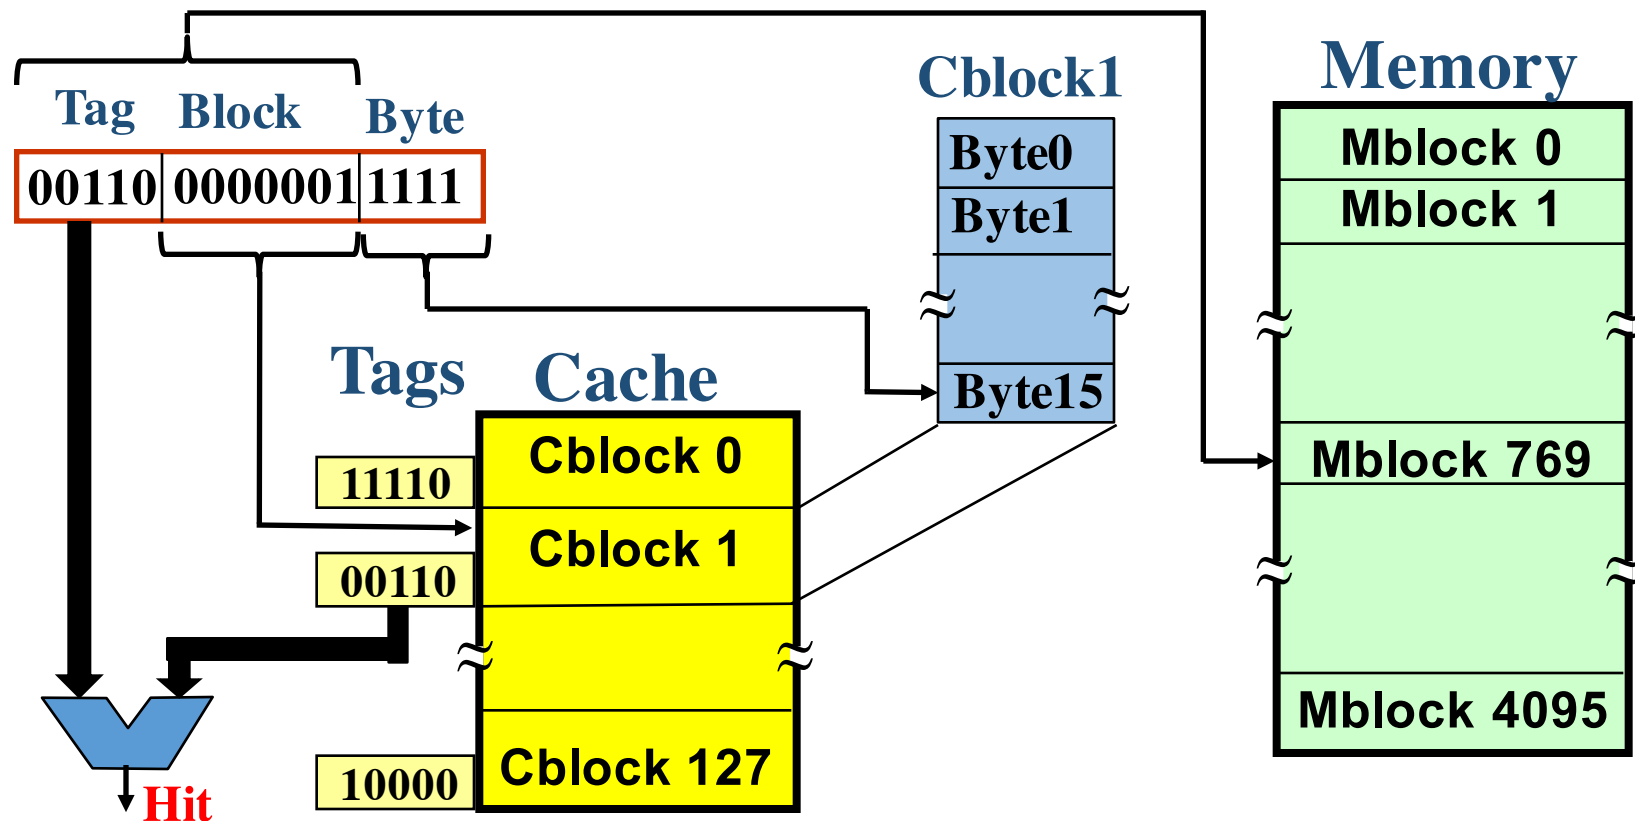 Tag Block Byte
00110 0000001 1111
Cblock1
Byte0
Byte1
Byte15
Memory
Mblock 0
Mblock 1
Mblock 769
Mblock 4095
Tags Cache
11110 Cblock 0
00110 Cblock 1
10000 Cblock 127
Hit